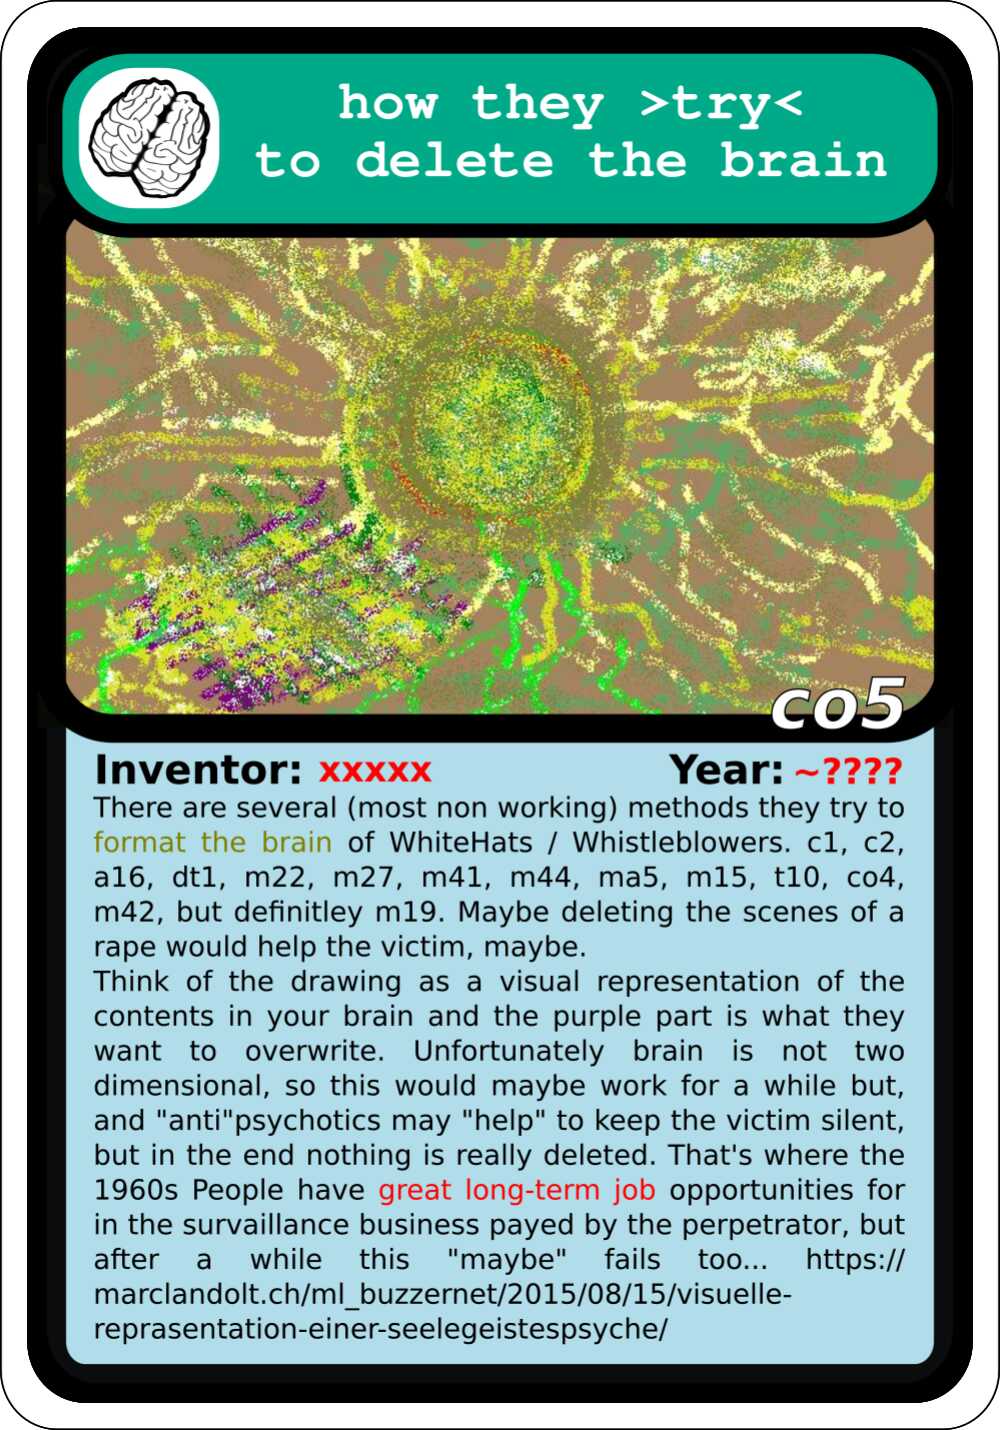 how they >try<
to delete the brain
co5
Inventor: xxxxx Year: ~????
There are several (most non working) methods they try to
format the brain of WhiteHats / Whistleblowers. c1, c2,
a16, dt1, m22, m27, m41, m44, ma5, m15, t10, co4,
m42, but definitley m19. Maybe deleting the scenes of a
rape would help the victim, maybe.
Think of the drawing as a visual representation of the
contents in your brain and the purple part is what they
want to overwrite. Unfortunately brain is not two
dimensional, so this would maybe work for a while but,
and "anti"psychotics may "help" to keep the victim silent,
but in the end nothing is really deleted. That's where the
1960s People have great long-term job opportunities for
in the survaillance business payed by the perpetrator, but
after a while this "maybe" fails too... https://
marclandolt.ch/ml_buzzernet/2015/08/15/visuelle-
reprasentation-einer-seelegeistespsyche/